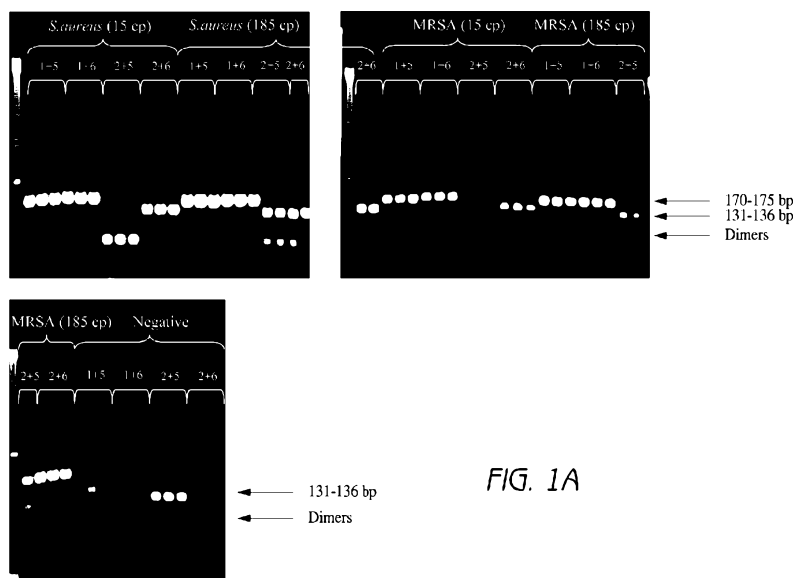 S.aureus (15 cp) S.aureus (185 cp)
1+5 1+6 2+5 2+6 1+5 1+6 2+5 2+6
MRSA (15 cp) MRSA (185 cp)
2+6 1+5 1+6 2+5 2+6 1+5 1+6 2+5
170-175 bp
131-136 bp
Dimers
MRSA (185 cp) Negative
2+5 2+6 1+5 1+6 2+5 2+6
131-136 bp
Dimers
FIG. 1A